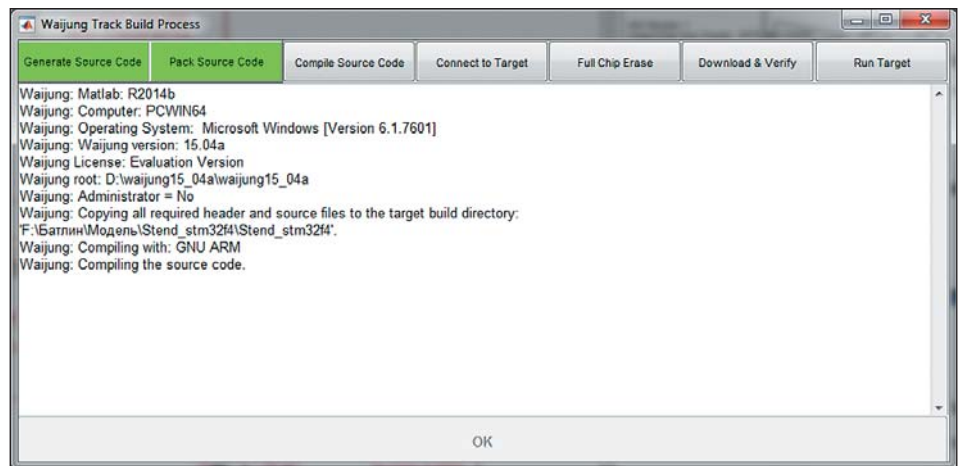 Waijung Track Build Process
Generate Source Code Pack Source Code Compile Source Code Connect to Target Full Chip Erase Download & Verify Run Target
Waijung: Matlab: R2014b
Waijung: Computer: PCWIN64
Waijung: Operating System:  Microsoft Windows [Version 6.1.7601]
Waijung: Waijung version: 15.04a
Waijung License: Evaluation Version
Waijung root: D:\waijung15_04a\waijung15_04a
Waijung: Administrator = No
Waijung: Copying all required header and source files to the target build directory:
'F:\Батлин\Модель\Stend_stm32f4\Stend_stm32f4'.
Waijung: Compiling with: GNU ARM
Waijung: Compiling the source code.
OK